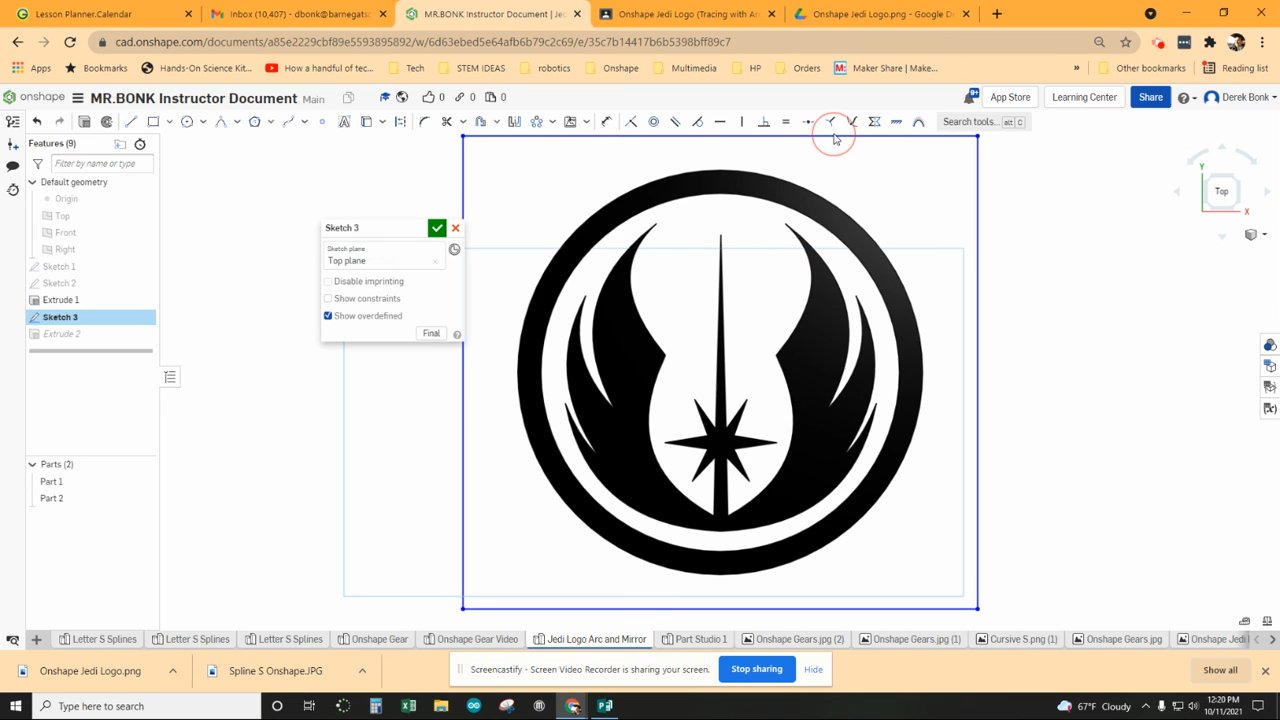 Lesson Planner.Calendar
Inbox (10,407) - dbonk@barnegatsc
MR.BONK Instructor Document | Jed
Onshape Jedi Logo (Tracing with Ar
Onshape Jedi Logo.png - Google D
cad.onshape.com/documents/a85e2229cbf89e5593895892/w/6d63ebed5e64afb6b79c2c69/e/35c7b14417b6b5398bff89c7
Apps
Bookmarks
Hands-On Science Kit...
How a handful of tec...
Tech
STEM IDEAS
robotics
Onshape
Multimedia
HP
Orders
Maker Share | Make...
»
Other bookmarks
Reading list
onshape
MR.BONK Instructor Document
Main
0
0
0
App Store
Learning Center
Share
Derek Bonk
Search tools... alt C
Features (9)
Filter by name or type
Default geometry
Origin
Top
Front
Right
Sketch 1
Sketch 2
Extrude 1
Sketch 3
Extrude 2
Sketch 3
Sketch plane
Top plane
Disable imprinting
Show constraints
Show overdefined
Final
Y
Top
X
Parts (2)
Part 1
Part 2
Letter S Splines
Letter S Splines
Letter S Splines
Onshape Gear
Onshape Gear Video
Jedi Logo Arc and Mirror
Part Studio 1
Onshape Gears.jpg (2)
Onshape Gears.jpg (1)
Cursive S.png (1)
Onshape Gears.jpg
Onshape Jedi
Onshape Jedi Logo.png
Spline S Onshape.JPG
Screencastify - Screen Video Recorder is sharing your screen.
Stop sharing
Hide
Show all
Type here to search
67°F Cloudy
12:20 PM
10/11/2021